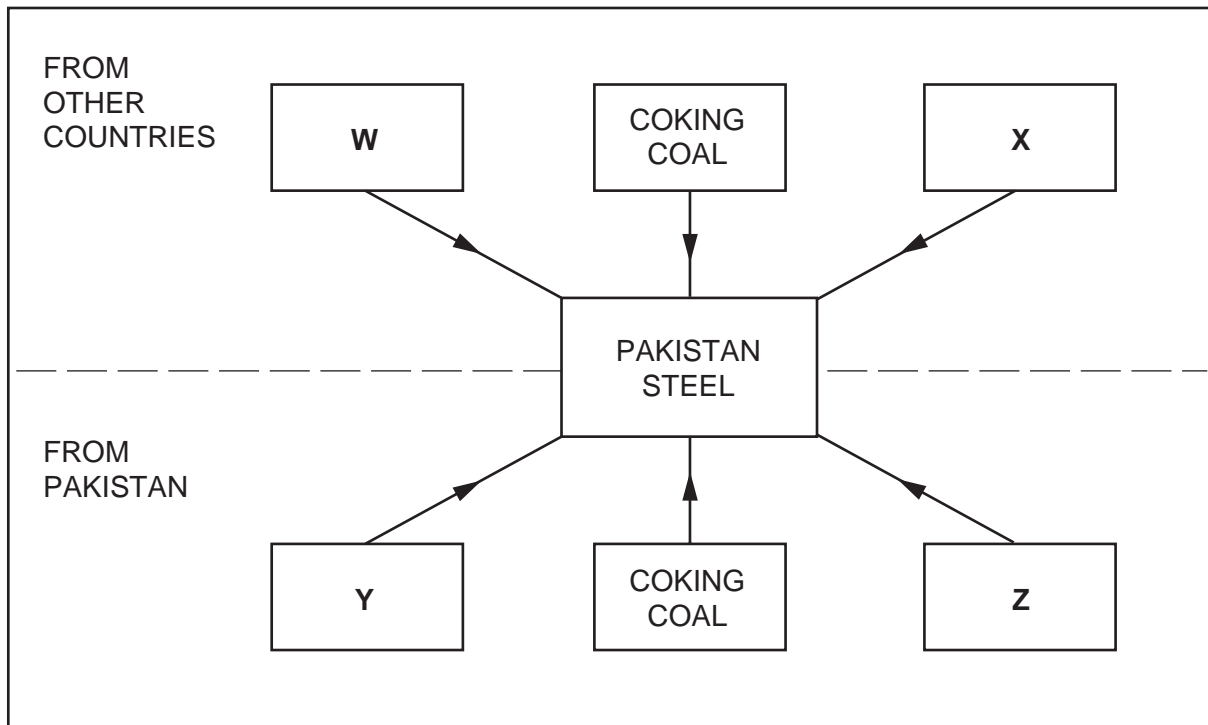 FROM
OTHER
COUNTRIES
W
COKING
COAL
X
PAKISTAN
STEEL
FROM
PAKISTAN
Y
COKING
COAL
Z